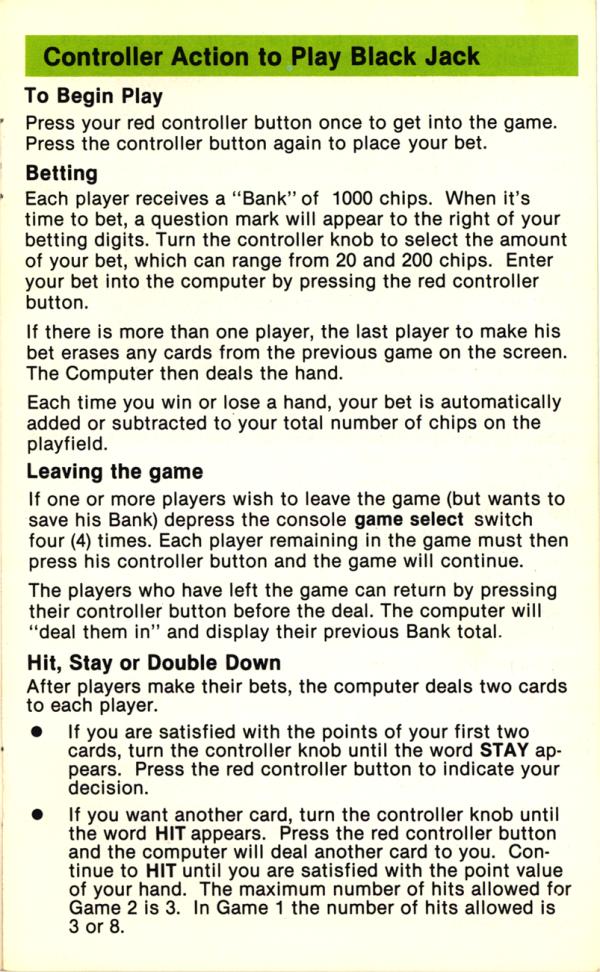 Controller Action to Play Black Jack
To Begin Play
Press your red controller button once to get into the game.
Press the controller button again to place your bet.
Betting
Each player receives a "Bank" of 1000 chips. When it's
time to bet, a question mark will appear to the right of your
betting digits. Turn the controller knob to select the amount
of your bet, which can range from 20 and 200 chips. Enter
your bet into the computer by pressing the red controller
button.
If there is more than one player, the last player to make his
bet erases any cards from the previous game on the screen.
The Computer then deals the hand.
Each time you win or lose a hand, your bet is automatically
added or subtracted to your total number of chips on the
playfield.
Leaving the game
If one or more players wish to leave the game (but wants to
save his Bank) depress the console game select switch
four (4) times. Each player remaining in the game must then
press his controller button and the game will continue.
The players who have left the game can return by pressing
their controller button before the deal. The computer will
"deal them in" and display their previous Bank total.
Hit, Stay or Double Down
After players make their bets, the computer deals two cards
to each player.
● If you are satisfied with the points of your first two
cards, turn the controller knob until the word STAY ap-
pears. Press the red controller button to indicate your
decision.
● If you want another card, turn the controller knob until
the word HIT appears. Press the red controller button
and the computer will deal another card to you. Con-
tinue to HIT until you are satisfied with the point value
of your hand. The maximum number of hits allowed for
Game 2 is 3. In Game 1 the number of hits allowed is
3 or 8.